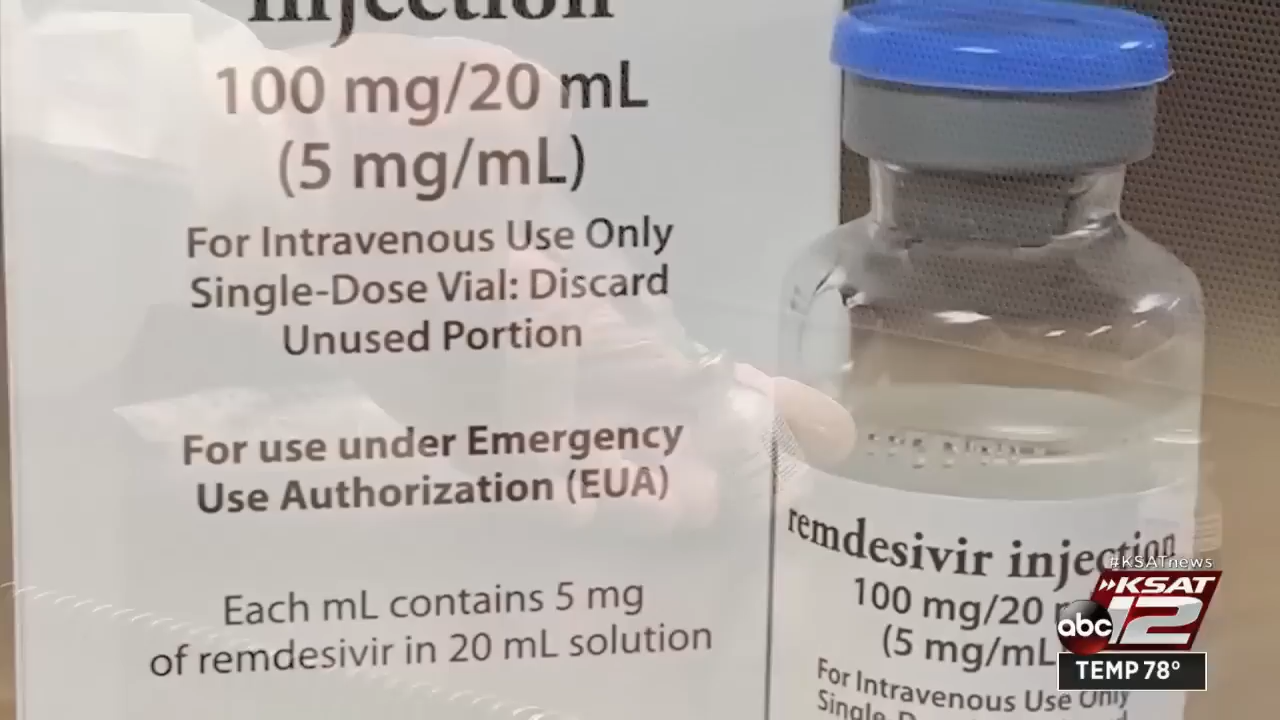 injection
100 mg/20 mL
(5 mg/mL)
For Intravenous Use Only
Single-Dose Vial: Discard
Unused Portion
For use under Emergency
Use Authorization (EUA)
Each mL contains 5 mg
of remdesivir in 20 mL solution
remdesivir injection
100 mg/20
(5 mg/mL
For Intravenous Use Only
#KSATnews
KSAT
abc 12
TEMP 78°